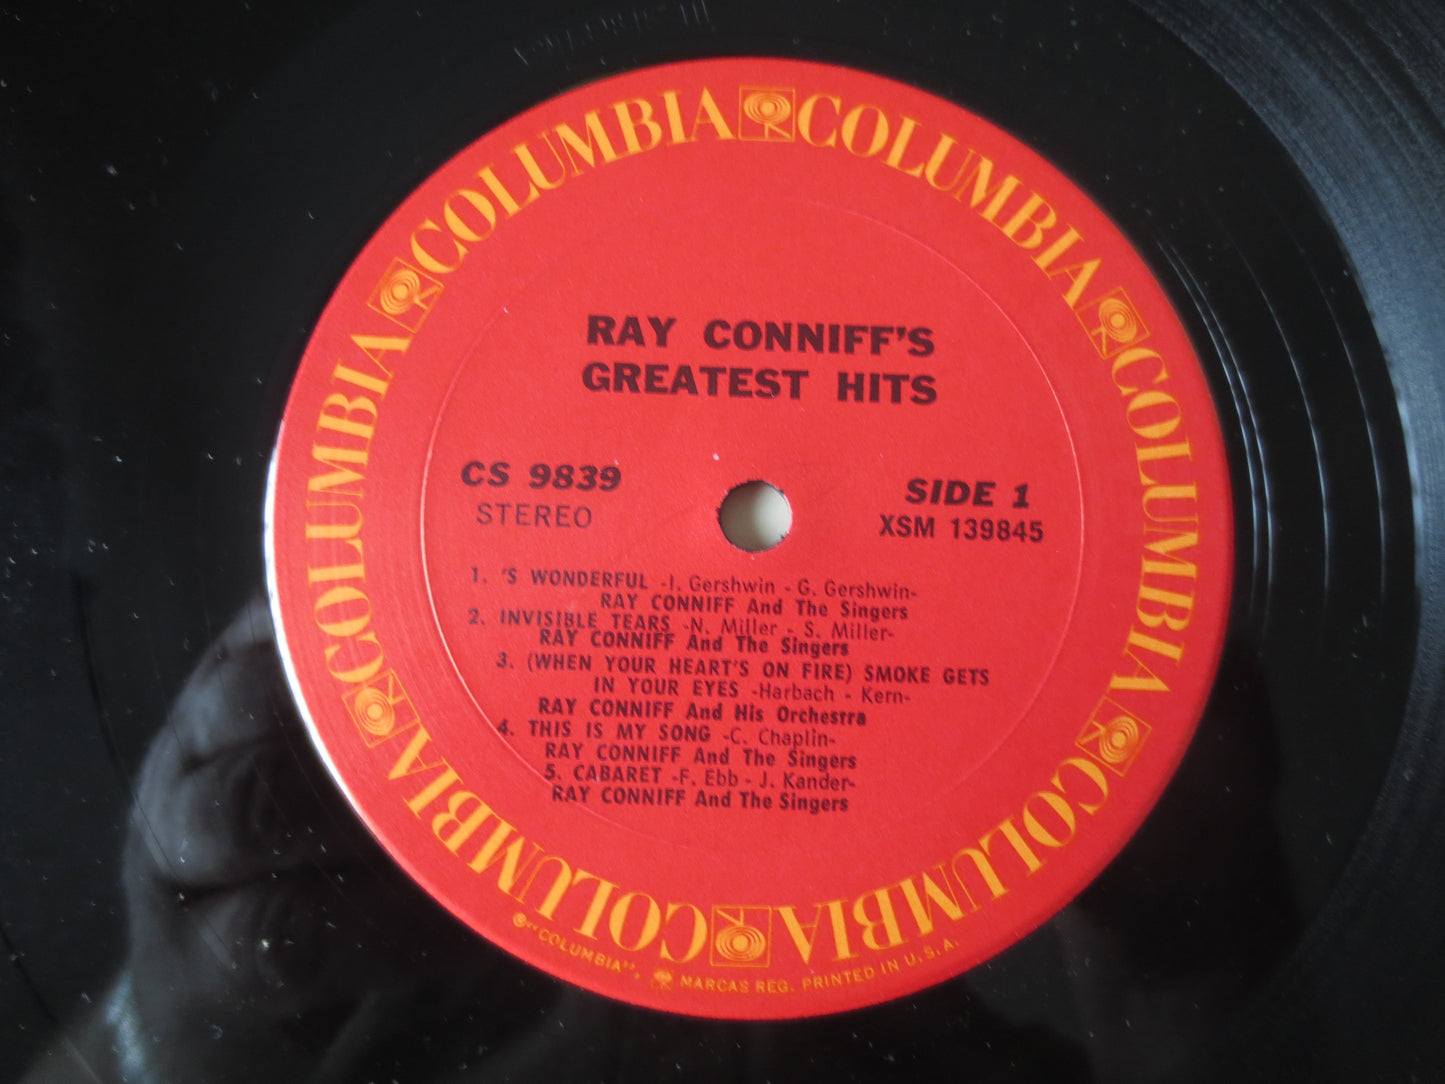 COLUMBIA COLUMBIA COLUMBIA COLUMBIA COLUMBIA COLUMBIA COLUMBIA COLUMBIA
RAY CONNIFF'S
GREATEST HITS
CS 9839
STEREO
SIDE 1
XSM 139845
1. 'S WONDERFUL -I. Gershwin - G. Gershwin-
RAY CONNIFF And The Singers
2. INVISIBLE TEARS -N. Miller - S. Miller-
RAY CONNIFF And The Singers
3. (WHEN YOUR HEART'S ON FIRE) SMOKE GETS
IN YOUR EYES -Harbach - Kern-
RAY CONNIFF And His Orchestra
4. THIS IS MY SONG -C. Chaplin-
RAY CONNIFF And The Singers
5. CABARET -F. Ebb - J. Kander-
RAY CONNIFF And The Singers
® "COLUMBIA", MARCAS REG. PRINTED IN U.S.A.